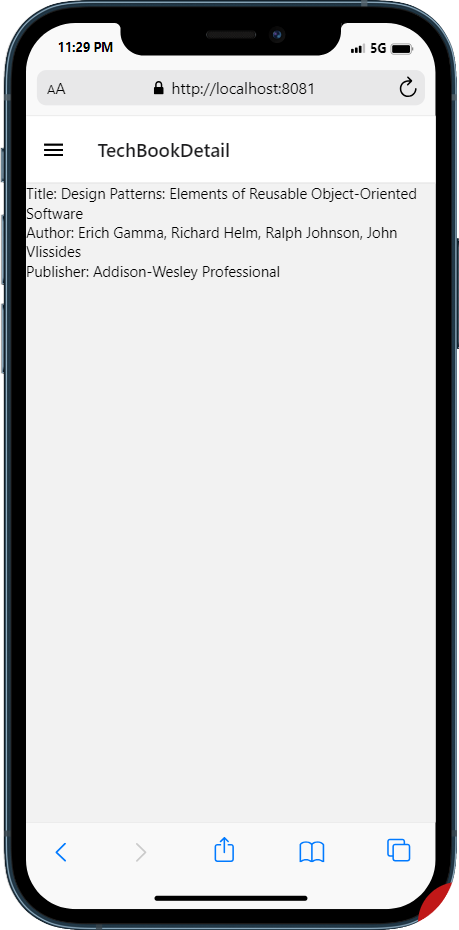 11:29 PM
5G
AA
http://localhost:8081
TechBookDetail
Title: Design Patterns: Elements of Reusable Object-Oriented
Software
Author: Erich Gamma, Richard Helm, Ralph Johnson, John
Vlissides
Publisher: Addison-Wesley Professional